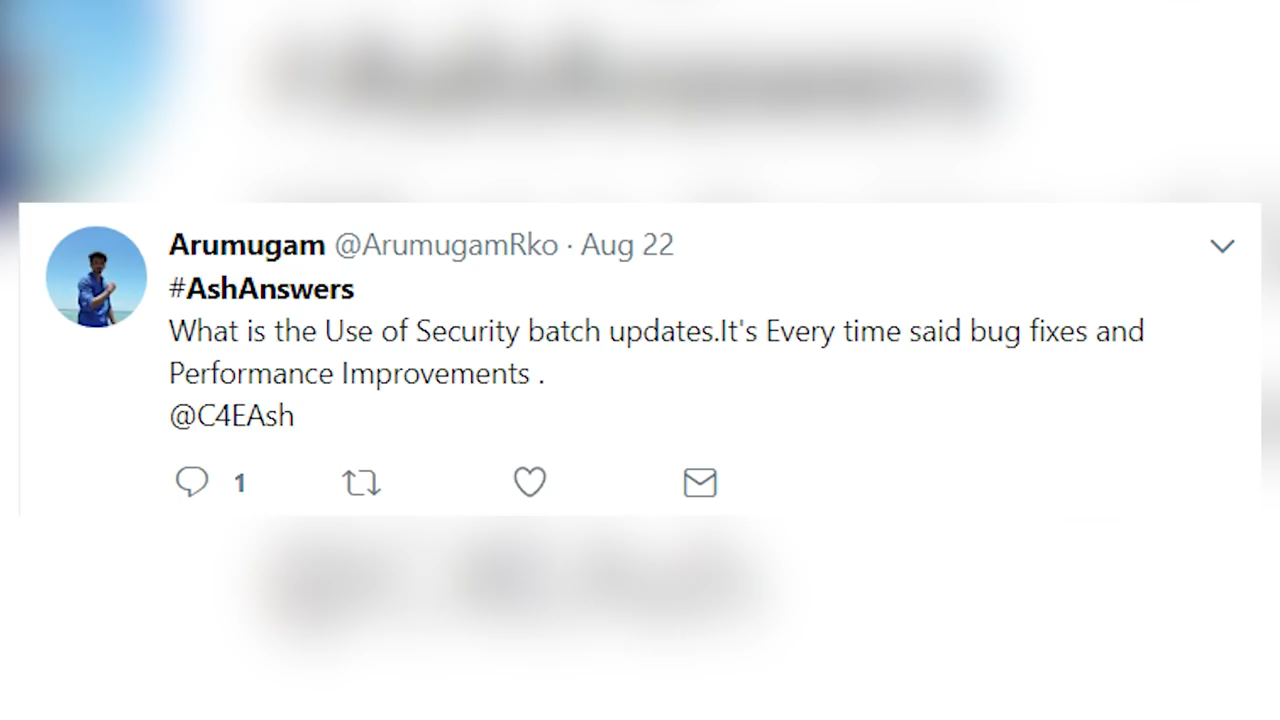 Arumugam @ArumugamRko · Aug 22
#AshAnswers
What is the Use of Security batch updates.It's Every time said bug fixes and
Performance Improvements .
@C4EAsh
1